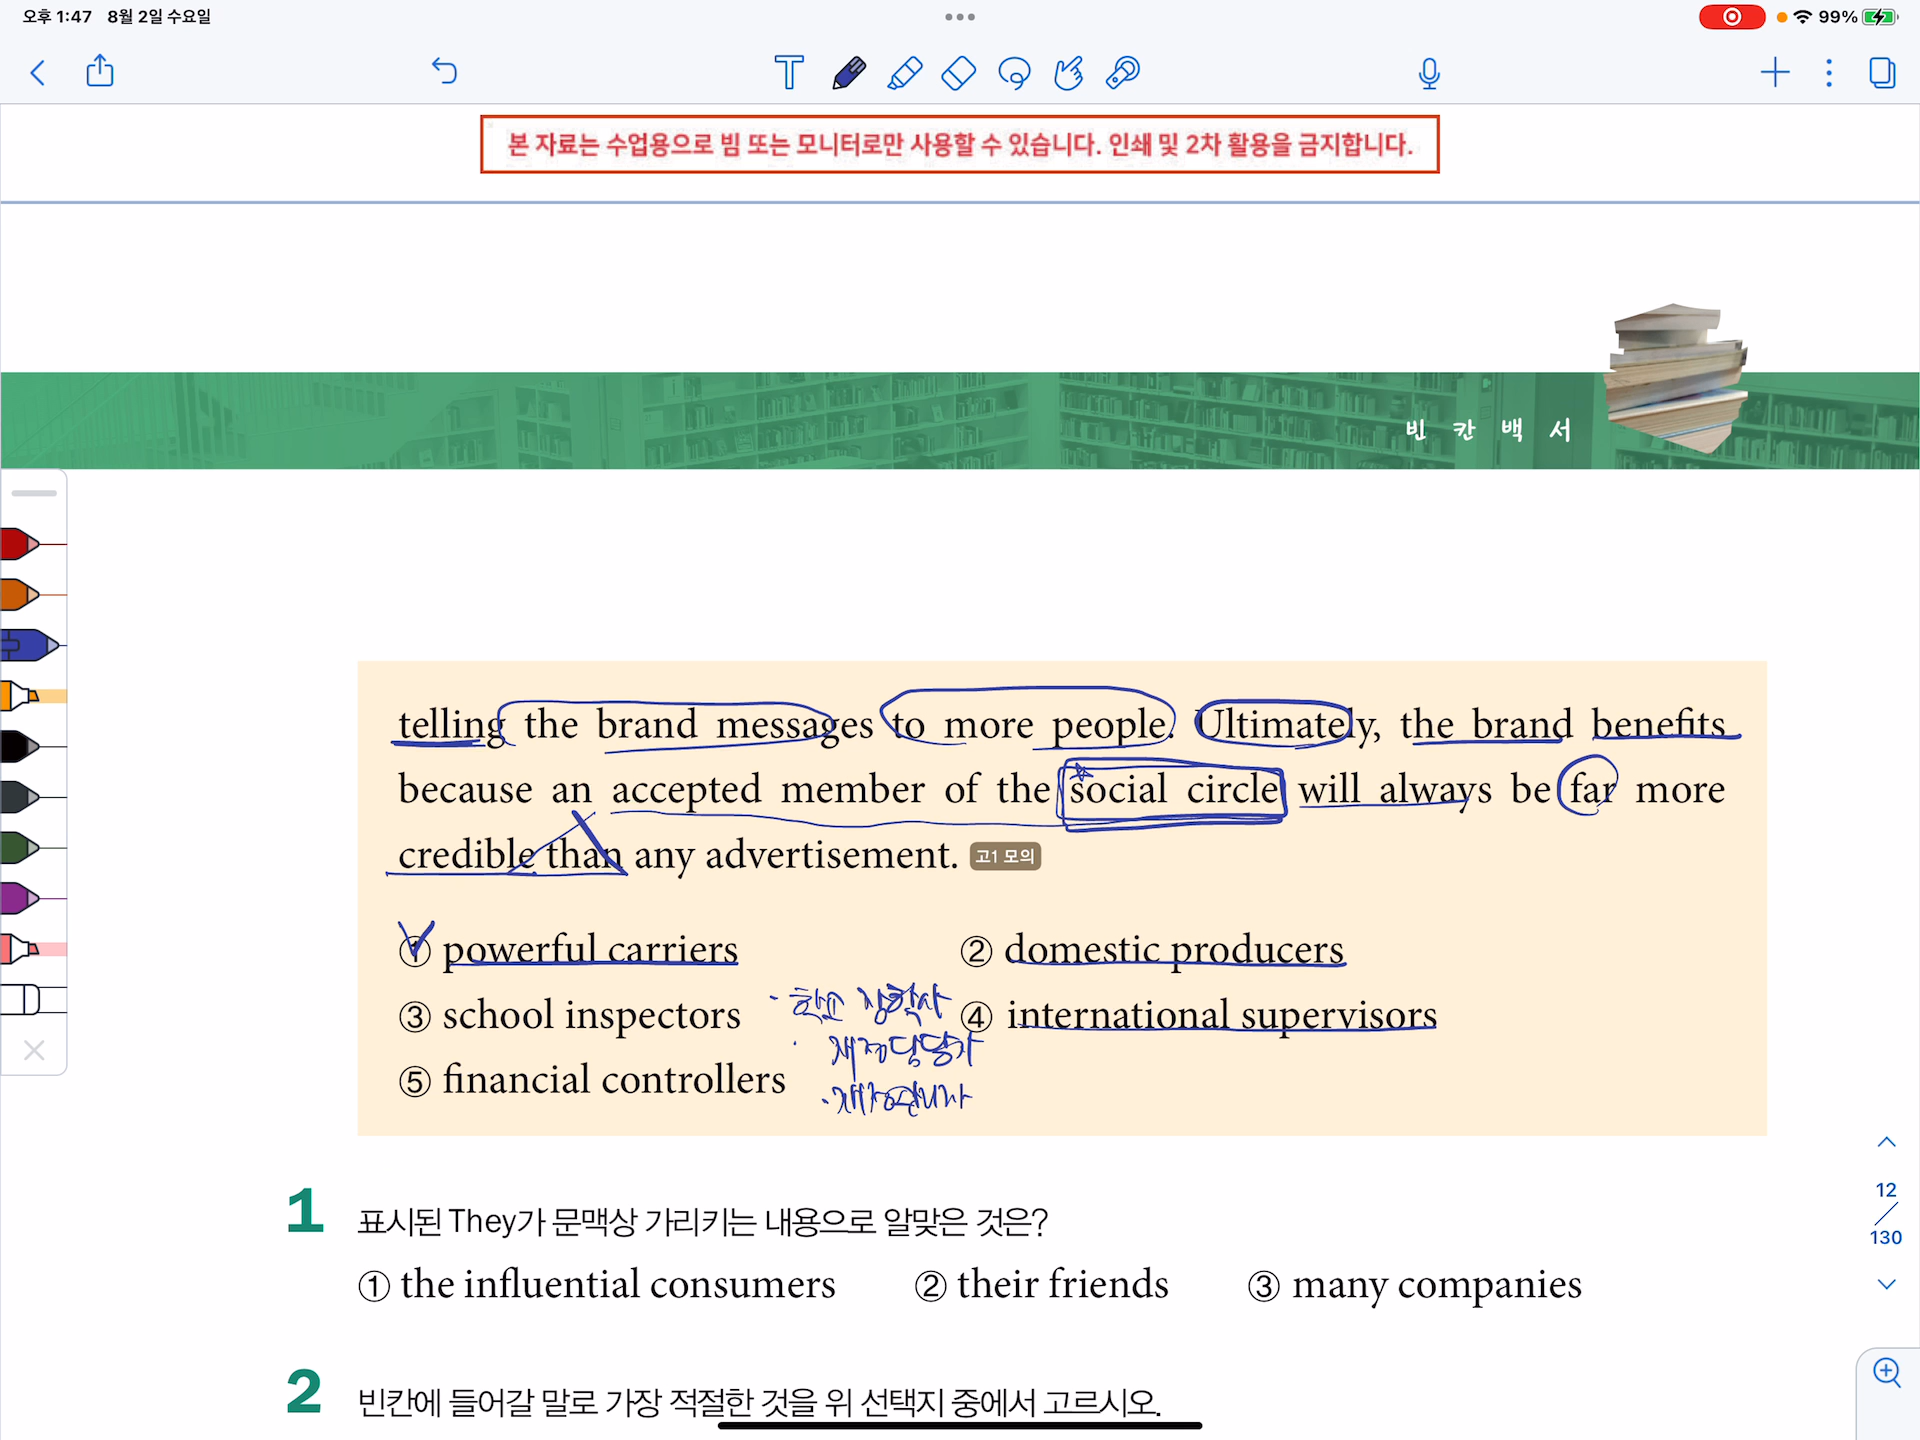 오후 1:47 8월 2일 수요일
99%
본 자료는 수업용으로 빔 또는 모니터로만 사용할 수 있습니다. 인쇄 및 2차 활용을 금지합니다.
빈 칸 백 서
telling the brand messages to more people. Ultimately, the brand benefits
because an accepted member of the social circle will always be far more
credible than any advertisement. 고1 모의
① powerful carriers ② domestic producers
③ school inspectors · 학교 장학사 ④ international supervisors
· 재정담당자
⑤ financial controllers
· 재정관리자
12
130
1 표시된 They가 문맥상 가리키는 내용으로 알맞은 것은?
① the influential consumers ② their friends ③ many companies
2 빈칸에 들어갈 말로 가장 적절한 것을 위 선택지 중에서 고르시오.